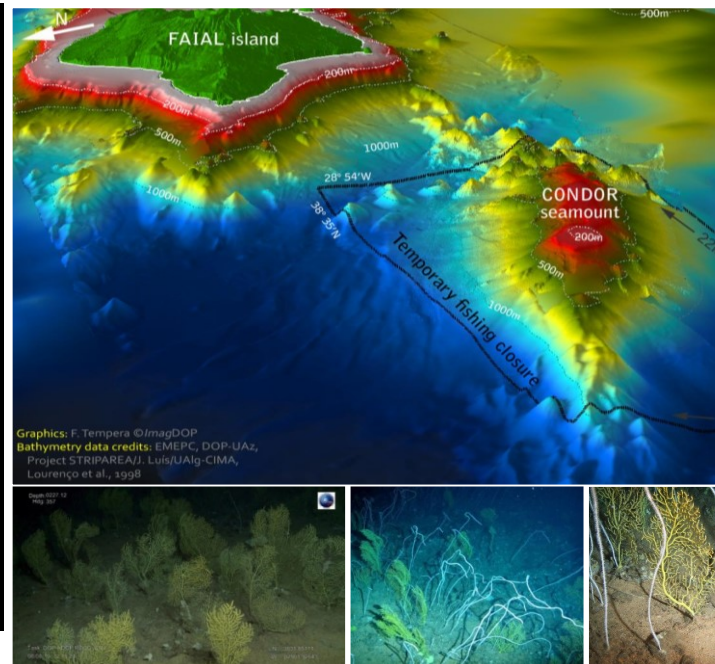 N
FAIAL island
500m
200m
200m
500m
1000m
1000m
28° 54'W
38° 35'N
CONDOR
seamount
200m
500m
1000m
Temporary fishing closure
Graphics: F. Tempera ©ImagDOP
Bathymetry data credits: EMEPC, DOP-UAz,
Project STRIPAREA/J. Luís/UAlg-CIMA,
Lourenço et al., 1998